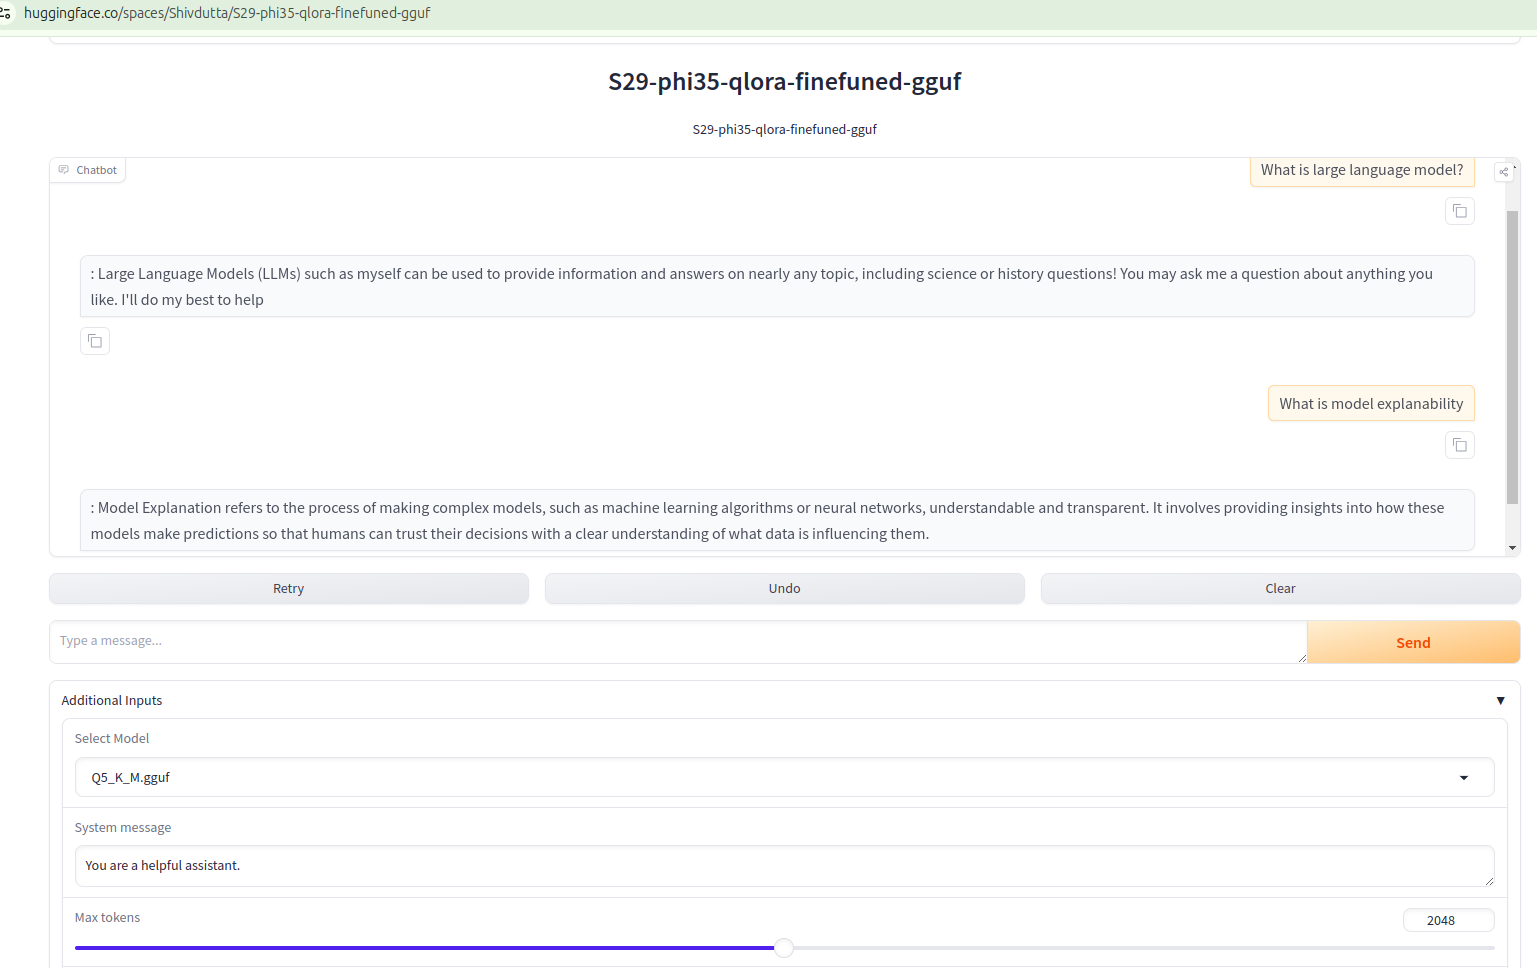 huggingface.co/spaces/Shivdutta/S29-phi35-qlora-finefuned-gguf
S29-phi35-qlora-finefuned-gguf
S29-phi35-qlora-finefuned-gguf
Chatbot
What is large language model?
: Large Language Models (LLMs) such as myself can be used to provide information and answers on nearly any topic, including science or history questions! You may ask me a question about anything you
like. I'll do my best to help
What is model explanability
: Model Explanation refers to the process of making complex models, such as machine learning algorithms or neural networks, understandable and transparent. It involves providing insights into how these
models make predictions so that humans can trust their decisions with a clear understanding of what data is influencing them.
Retry
Undo
Clear
Type a message...
Send
Additional Inputs
Select Model
Q5_K_M.gguf
System message
You are a helpful assistant.
Max tokens
2048